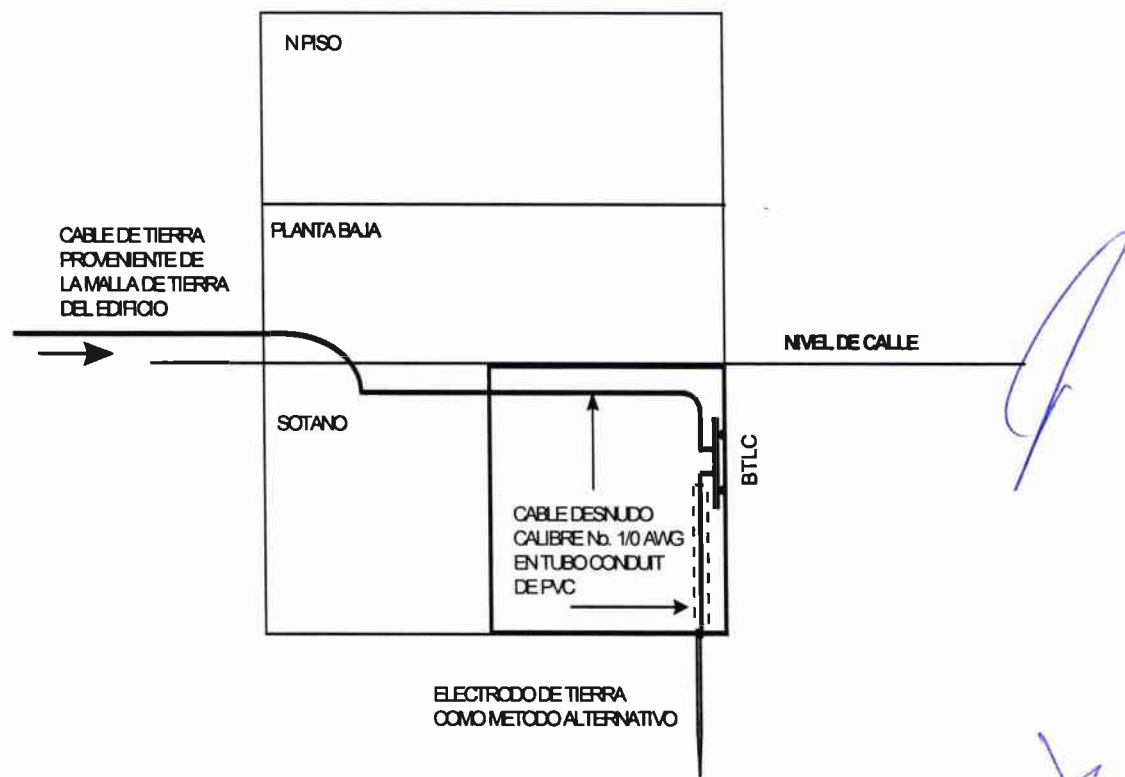 N PISO
PLANTA BAJA
CABLE DE TIERRA
PROVENIENTE DE
LA MALLA DE TIERRA
DEL EDIFICIO
NIVEL DE CALLE
SOTANO
BTLC
CABLE DESNUDO
CALIBRE No. 1/0 AWG
EN TUBO CONDUIT
DE PVC
ELECTRODO DE TIERRA
COMO METODO ALTERNATIVO